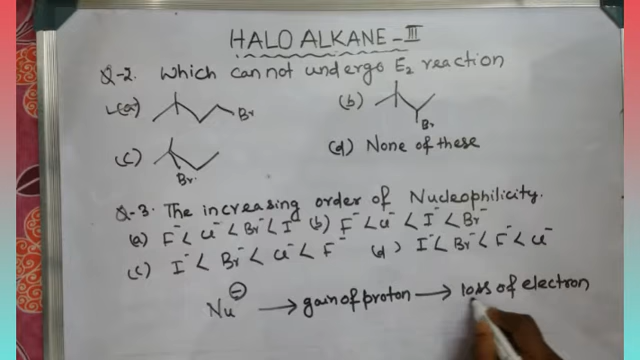 HALO ALKANE-III
Q-2. Which can not undergo E2 reaction
(a) Br (b) Br
(c) Br. (d) None of these
Q-3. The increasing order of Nucleophilicity.
(a) F⁻ < Cl⁻ < Br⁻ < I⁻ (b) F⁻ < Cl⁻ < I⁻ < Br⁻
(c) I⁻ < Br⁻ < Cl⁻ < F⁻ (d) I⁻ < Br⁻ < F⁻ < Cl⁻
Nu⊖ → gain of proton → loss of electron